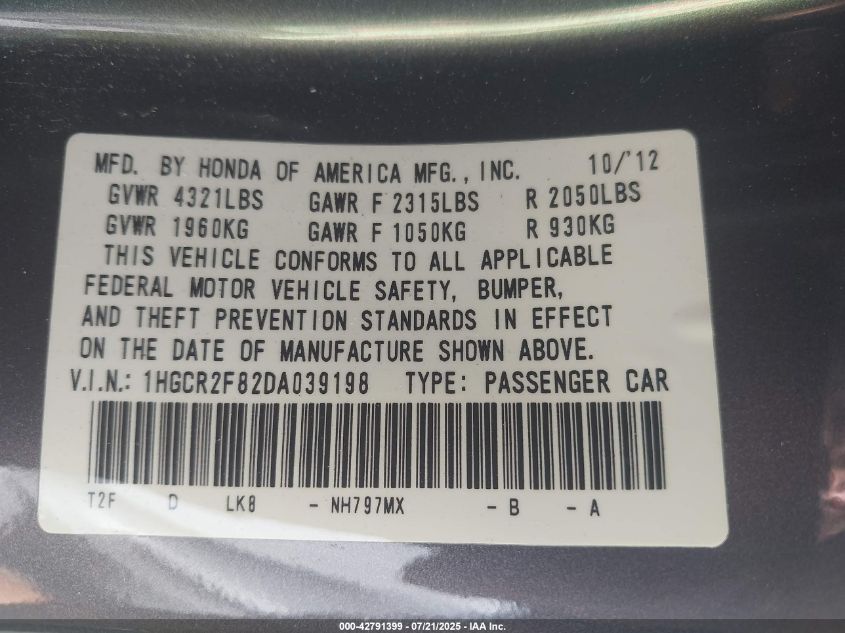 MFD. BY HONDA OF AMERICA MFG., INC. 10/'12
GVWR 4321LBS GAWR F 2315LBS R 2050LBS
GVWR 1960KG GAWR F 1050KG R 930KG
THIS VEHICLE CONFORMS TO ALL APPLICABLE
FEDERAL MOTOR VEHICLE SAFETY, BUMPER,
AND THEFT PREVENTION STANDARDS IN EFFECT
ON THE DATE OF MANUFACTURE SHOWN ABOVE.
V.I.N.: 1HGCR2F82DA039198 TYPE: PASSENGER CAR
T2F D LK8 - NH797MX - B - A
000-42791399 - 07/21/2025 - IAA Inc.